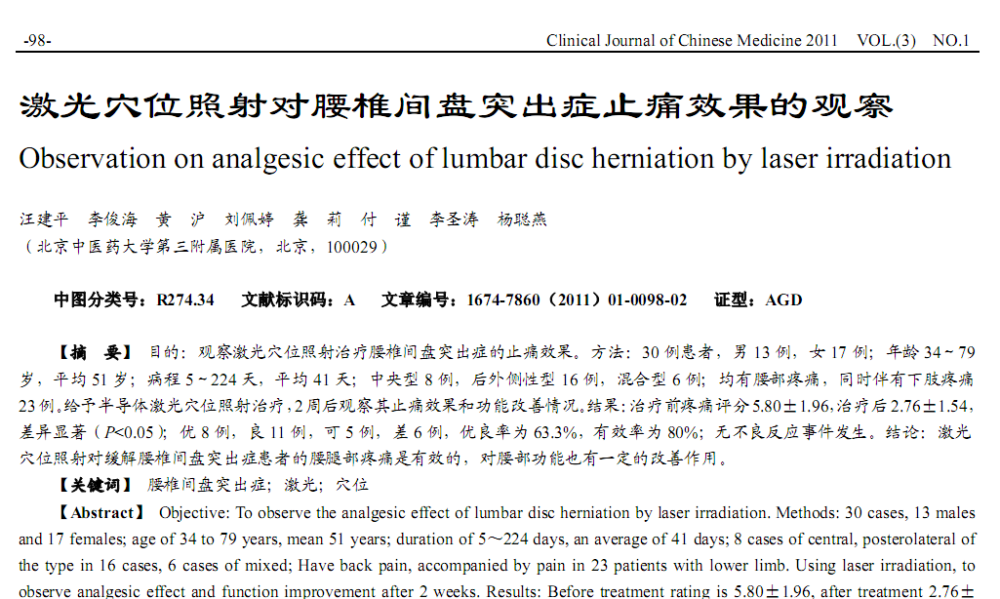 -98- Clinical Journal of Chinese Medicine 2011 VOL.(3) NO.1
激光穴位照射对腰椎间盘突出症止痛效果的观察
Observation on analgesic effect of lumbar disc herniation by laser irradiation
汪建平 李俊海 黄 沪 刘佩婷 龚 莉 付 谨 李圣涛 杨聪燕
（北京中医药大学第三附属医院，北京，100029）
中图分类号：R274.34 文献标识码：A 文章编号：1674-7860（2011）01-0098-02 证型：AGD
【摘 要】 目的：观察激光穴位照射治疗腰椎间盘突出症的止痛效果。方法：30 例患者，男 13 例，女 17 例；年龄 34～79
岁，平均 51 岁；病程 5～224 天，平均 41 天；中央型 8 例，后外侧性型 16 例，混合型 6 例；均有腰部疼痛，同时伴有下肢疼痛
23 例。给予半导体激光穴位照射治疗，2 周后观察其止痛效果和功能改善情况。结果：治疗前疼痛评分 5.80±1.96，治疗后 2.76±1.54，
差异显著（P<0.05）；优 8 例，良 11 例，可 5 例，差 6 例，优良率为 63.3%，有效率为 80%；无不良反应事件发生。结论：激光
穴位照射对缓解腰椎间盘突出症患者的腰腿部疼痛是有效的，对腰部功能也有一定的改善作用。
【关键词】 腰椎间盘突出症；激光；穴位
【Abstract】 Objective: To observe the analgesic effect of lumbar disc herniation by laser irradiation. Methods: 30 cases, 13 males
and 17 females; age of 34 to 79 years, mean 51 years; duration of 5～224 days, an average of 41 days; 8 cases of central, posterolateral of
the type in 16 cases, 6 cases of mixed; Have back pain, accompanied by pain in 23 patients with lower limb. Using laser irradiation, to
observe analgesic effect and function improvement after 2 weeks. Results: Before treatment rating is 5.80±1.96, after treatment 2.76±